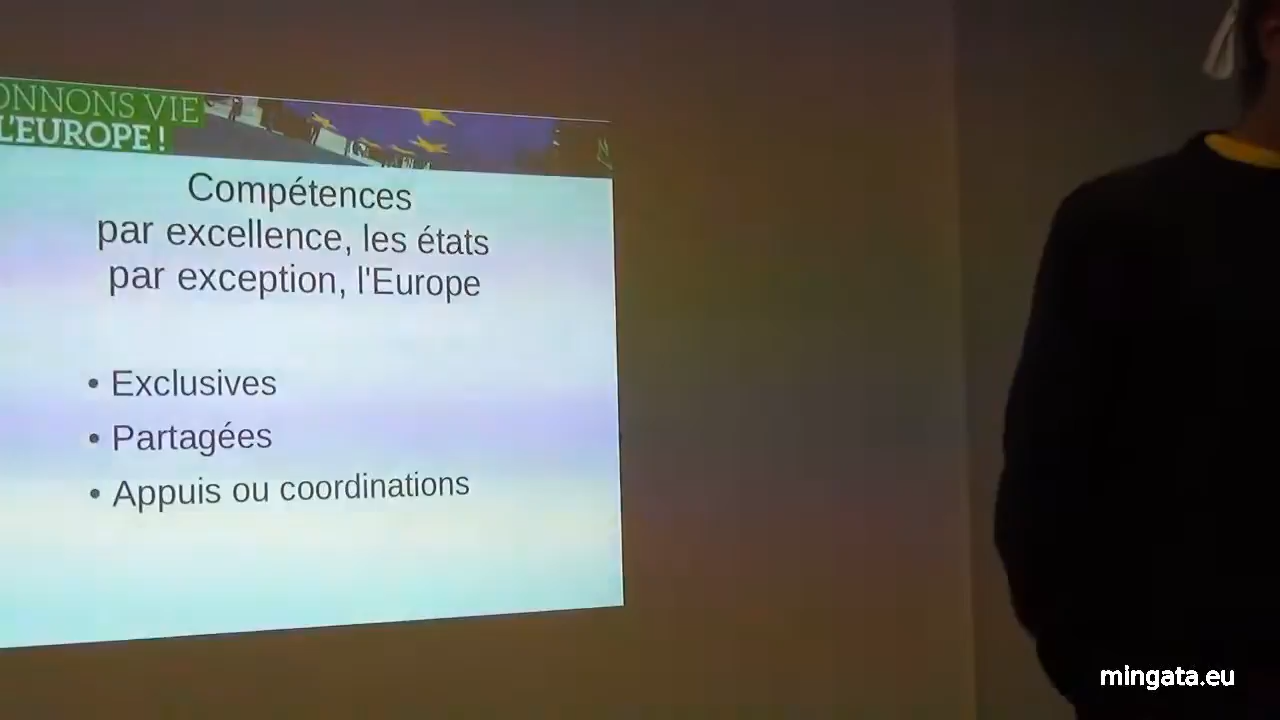 ONNONS VIE
L'EUROPE !
Compétences
par excellence, les états
par exception, l'Europe
• Exclusives
• Partagées
• Appuis ou coordinations
mingata.eu